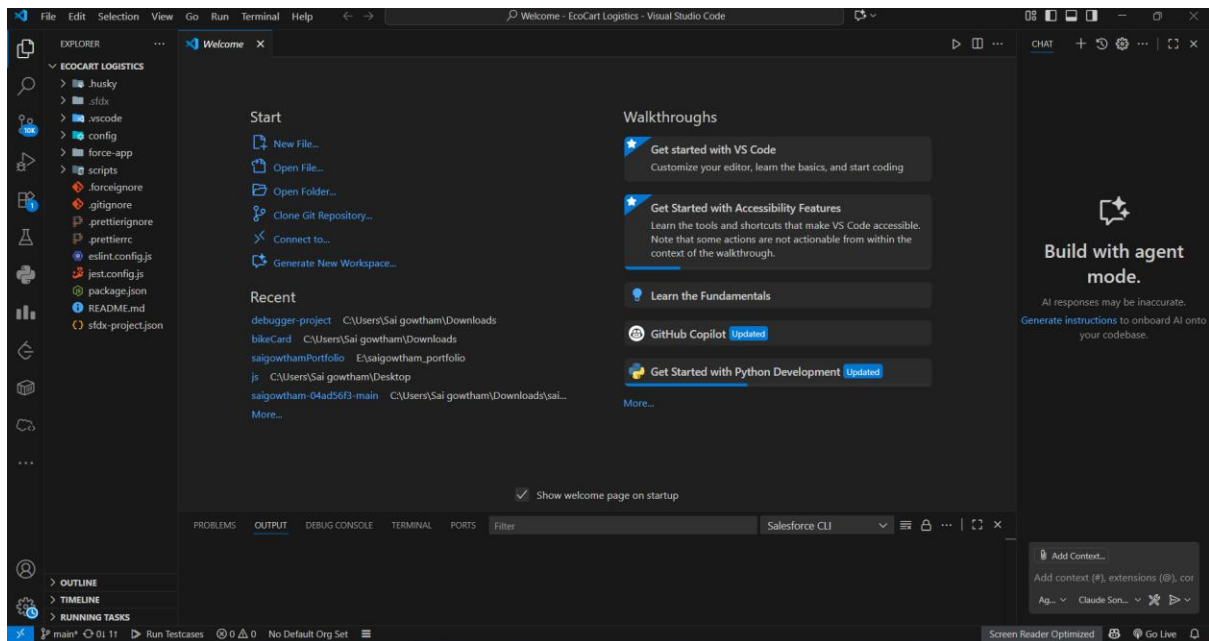 File Edit Selection View Go Run Terminal Help
Welcome - EcoCart Logistics - Visual Studio Code
EXPLORER
ECOCART LOGISTICS
.husky
.sfdx
.vscode
config
force-app
scripts
.forceignore
.gitignore
.prettierignore
.prettierrc
eslint.config.js
jest.config.js
package.json
README.md
sfdx-project.json
OUTLINE
TIMELINE
RUNNING TASKS
10K
1
Welcome
Start
New File...
Open File...
Open Folder...
Clone Git Repository...
Connect to...
Generate New Workspace...
Recent
debugger-project C:\Users\Sai gowtham\Downloads
bikeCard C:\Users\Sai gowtham\Downloads
saigowthamPortfolio E:\saigowtham_portfolio
js C:\Users\Sai gowtham\Desktop
saigowtham-04ad56f3-main C:\Users\Sai gowtham\Downloads\sai...
More...
Walkthroughs
Get started with VS Code
Customize your editor, learn the basics, and start coding
Get Started with Accessibility Features
Learn the tools and shortcuts that make VS Code accessible.
Note that some actions are not actionable from within the
context of the walkthrough.
Learn the Fundamentals
GitHub Copilot Updated
Get Started with Python Development Updated
More...
Show welcome page on startup
PROBLEMS OUTPUT DEBUG CONSOLE TERMINAL PORTS Filter Salesforce CLI
CHAT
Build with agent
mode.
AI responses may be inaccurate.
Generate instructions to onboard AI onto
your codebase.
Add Context...
Add context (#), extensions (@), cor
Ag... Claude Son...
main* 0↓ 1↑ Run Testcases 0 0 No Default Org Set Screen Reader Optimized Go Live